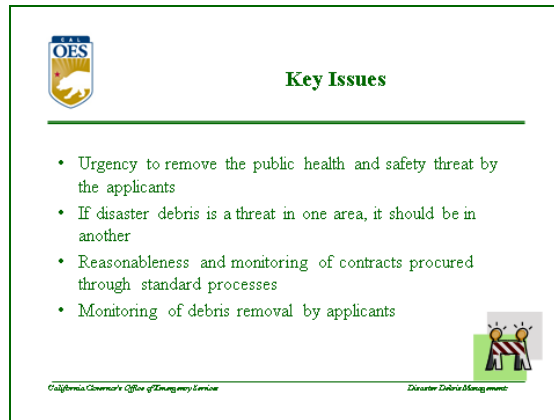 CAL
OES
Key Issues
• Urgency to remove the public health and safety threat by
the applicants
• If disaster debris is a threat in one area, it should be in
another
• Reasonableness and monitoring of contracts procured
through standard processes
• Monitoring of debris removal by applicants
California Governor's Office of Emergency Services
Disaster Debris Management